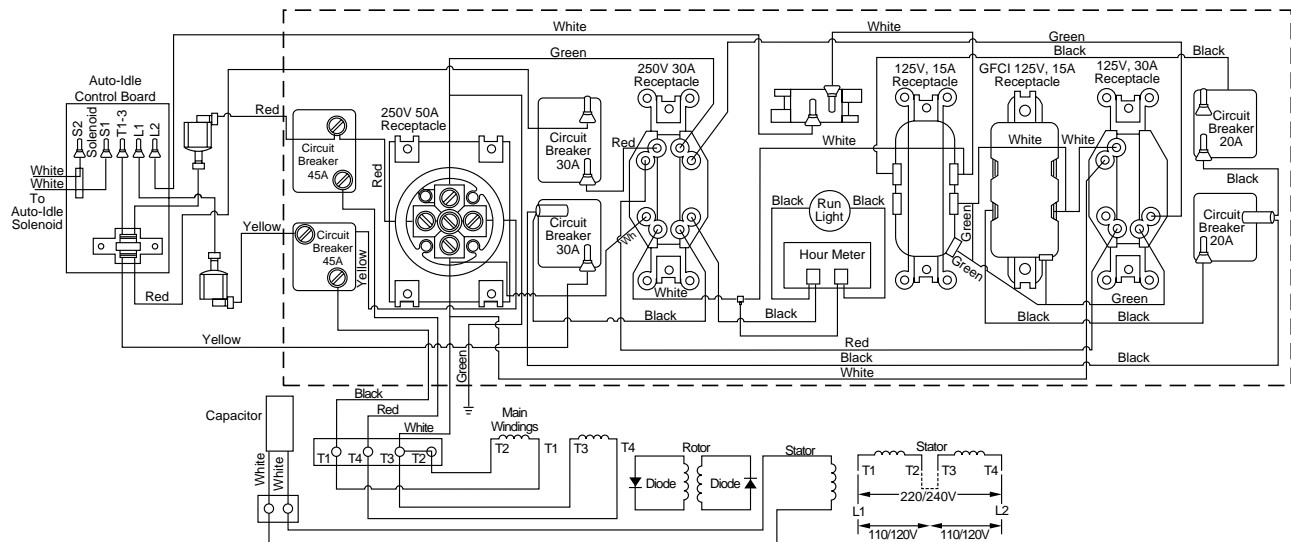 White
White
Green
Green
Black
Black
Auto-Idle
Control Board
S2
Solenoid
S1
T1-3
L1
L2
White
White
To
Auto-Idle
Solenoid
Red
Red
Yellow
Yellow
Circuit
Breaker
45A
Circuit
Breaker
45A
250V 50A
Receptacle
Red
Yellow
Circuit
Breaker
30A
Circuit
Breaker
30A
250V 30A
Receptacle
Red
Wh
White
Black
White
Black
Run
Light
Black
Hour Meter
Black
125V, 15A
Receptacle
GFCI 125V, 15A
Receptacle
125V, 30A
Receptacle
White
White
Green
Green
Green
Circuit
Breaker
20A
Black
Circuit
Breaker
20A
Black
Black
Red
Black
Black
White
Green
Black
Red
White
Capacitor
White
White
T1
T4
T3
T2
Main
Windings
T2
T1
T3
T4
Rotor
Diode
Diode
Stator
Stator
T1
T2
T3
T4
220/240V
L1
L2
110/120V
110/120V